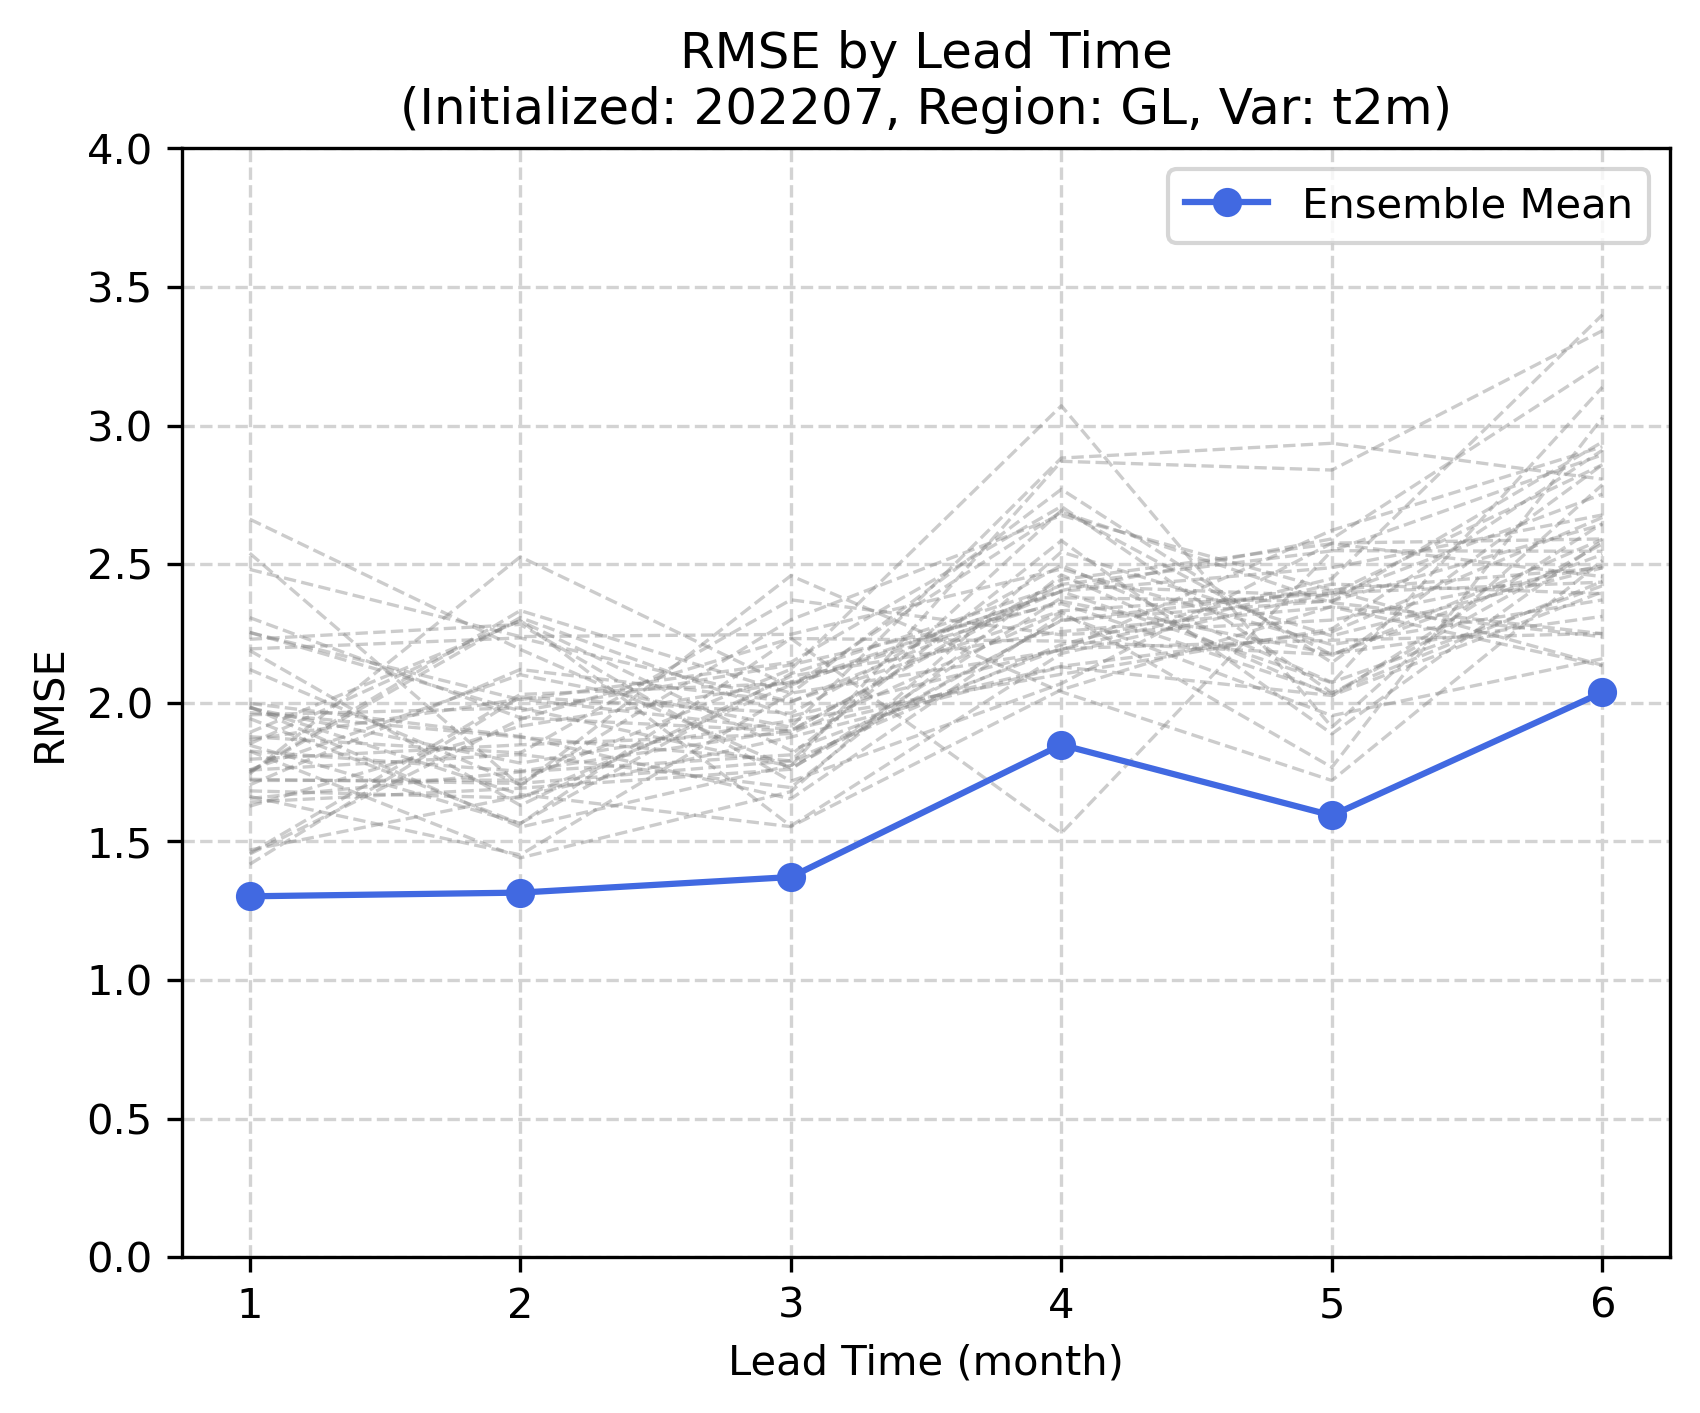 RMSE by Lead Time
(Initialized: 202207, Region: GL, Var: t2m)
4.0
3.5
3.0
2.5
2.0
1.5
1.0
0.5
0.0
RMSE
Ensemble Mean
1 2 3 4 5 6
Lead Time (month)